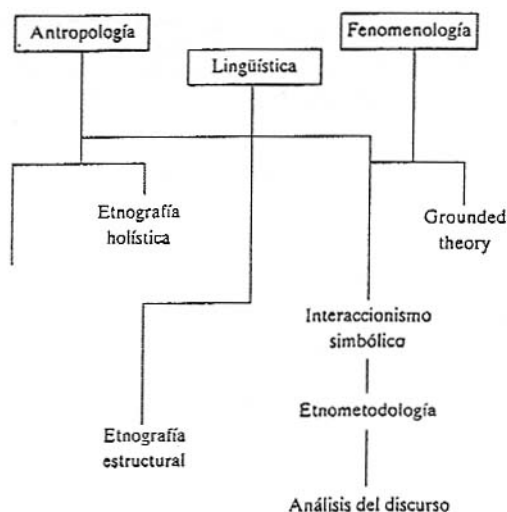 Antropología
Fenomenología
Lingüística
Etnografía
holística
Grounded
theory
Interaccionismo
simbólico
Etnometodología
Etnografía
estructural
Análisis del discurso